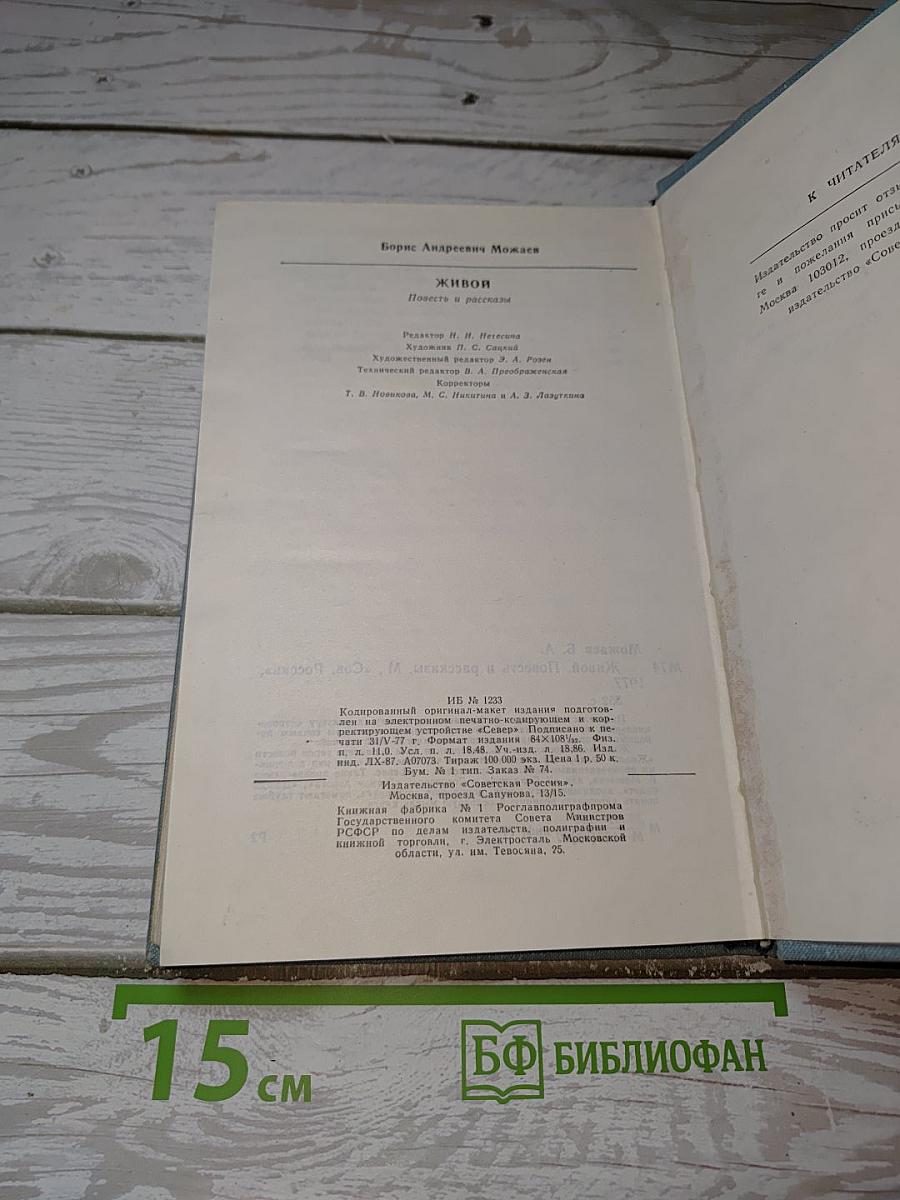 Борис Андреевич Можаев
ЖИВОЙ
Повесть и рассказы
Редактор Н. И. Нетесина
Художник П. С. Сацкий
Художественный редактор Э. А. Розен
Технический редактор В. А. Преображенская
Корректоры
Т. В. Новикова, М. С. Никитина и А. З. Лазуткина
ИБ № 1233
Кодированный оригинал-макет издания подготов-
лен на электронном печатно-кодирующем и кор-
ректирующем устройстве «Север». Подписано к пе-
чати 31/V-77 г. Формат издания 84×108 1/32. Физ.
п. л. 11,0. Усл. п. л. 18,48. Уч.-изд. л. 18,86. Изд.
инд. ЛХ-87. А07073. Тираж 100 000 экз. Цена 1 р. 50 к.
Бум. № 1 тип. Заказ № 74.
Издательство «Советская Россия».
Москва, проезд Сапунова, 13/15.
Книжная фабрика № 1 Росглавполиграфпрома
Государственного комитета Совета Министров
РСФСР по делам издательств, полиграфии и
книжной торговли, г. Электросталь Московской
области, ул. им. Тевосяна, 25.
К ЧИТАТЕЛЯ
Издательство просит отзы
ге и пожелания присы
Москва 103012, проезд
издательство «Сове
15 см
БФ БИБЛИОФАН